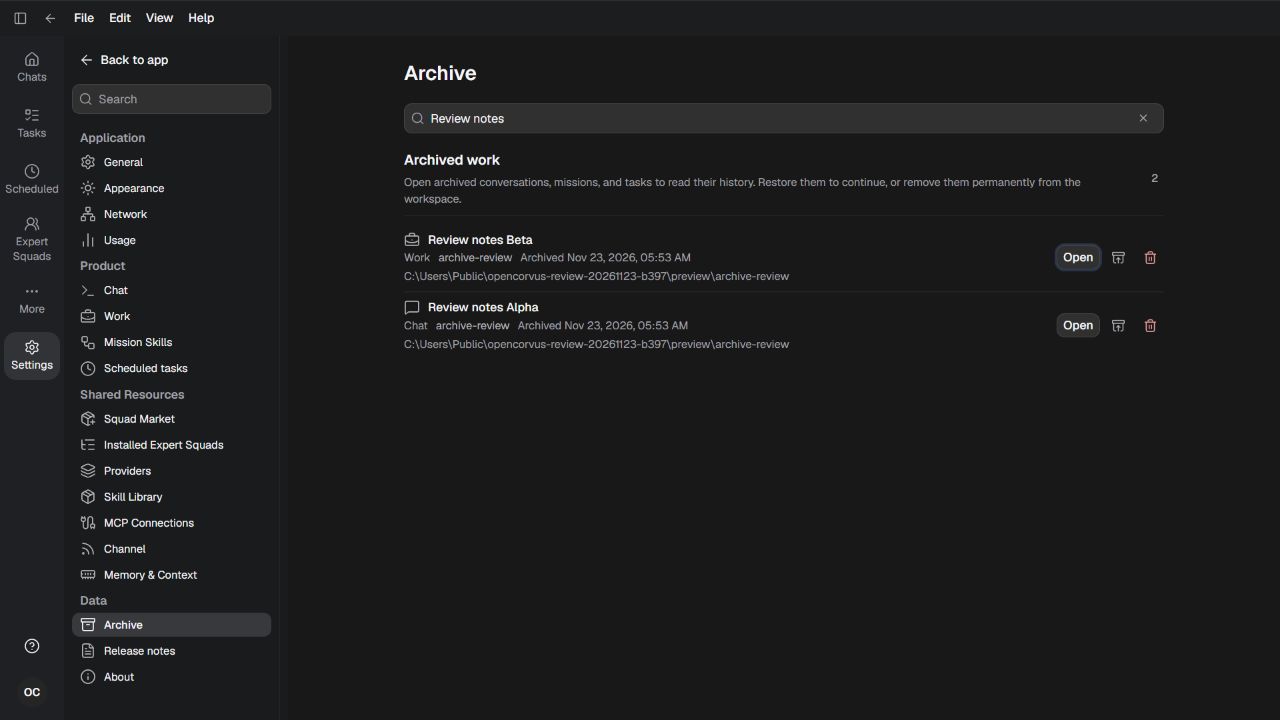 File Edit View Help
Chats
Tasks
Scheduled
Expert
Squads
More
Settings
OC
Back to app
Search
Application
General
Appearance
Network
Usage
Product
Chat
Work
Mission Skills
Scheduled tasks
Shared Resources
Squad Market
Installed Expert Squads
Providers
Skill Library
MCP Connections
Channel
Memory & Context
Data
Archive
Release notes
About
Archive
Review notes
Archived work
Open archived conversations, missions, and tasks to read their history. Restore them to continue, or remove them permanently from the
workspace.
2
Review notes Beta
Work archive-review Archived Nov 23, 2026, 05:53 AM
C:\Users\Public\opencorvus-review-20261123-b397\preview\archive-review
Open
Review notes Alpha
Chat archive-review Archived Nov 23, 2026, 05:53 AM
C:\Users\Public\opencorvus-review-20261123-b397\preview\archive-review
Open